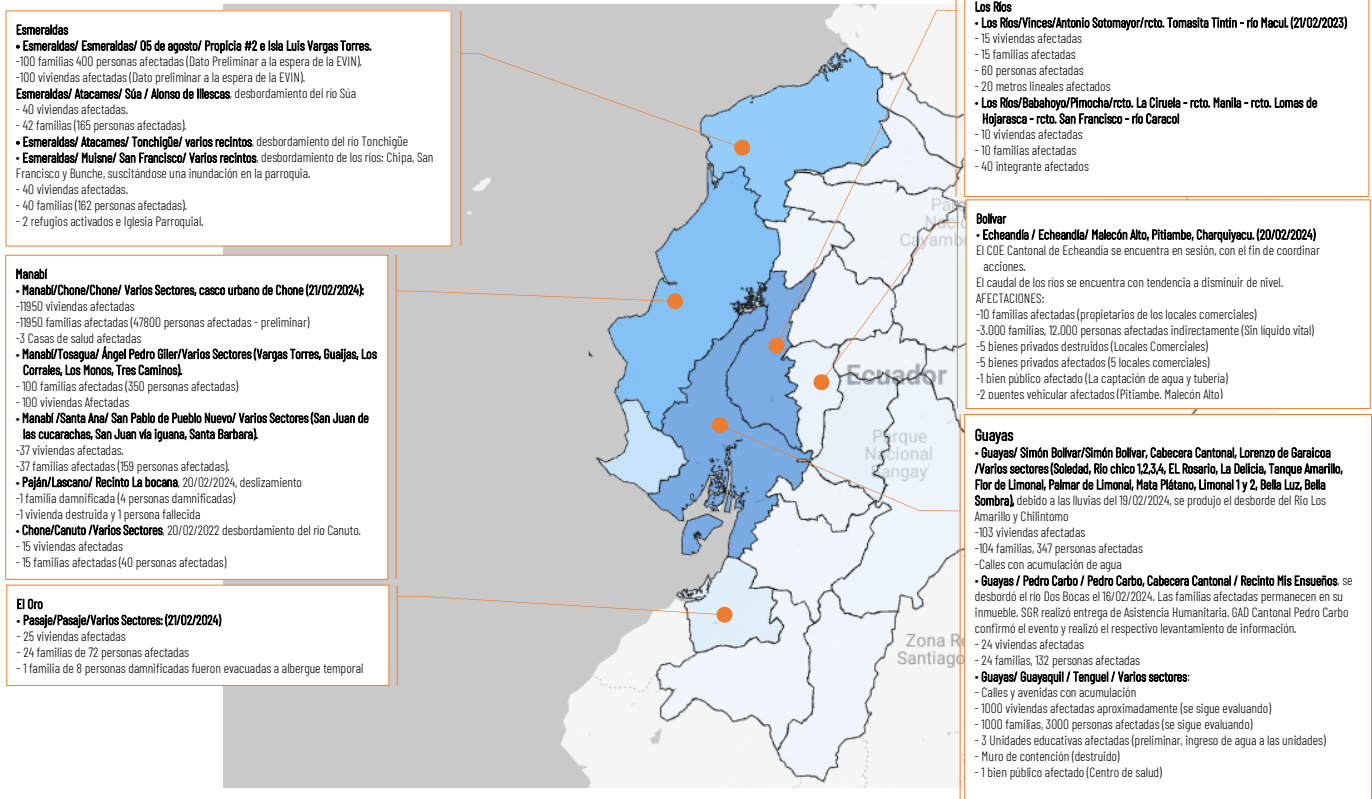 Esmeraldas
• Esmeraldas/ Esmeraldas/ 05 de agosto/ Propicia #2 e Isla Luis Vargas Torres.
-100 familias 400 personas afectadas (Dato Preliminar a la espera de la EVIN).
-100 viviendas afectadas (Dato preliminar a la espera de la EVIN).
Esmeraldas/ Atacames/ Súa / Alonso de Illescas, desbordamiento del río Súa
- 40 viviendas afectadas.
- 42 familias (165 personas afectadas).
• Esmeraldas/ Atacames/ Tonchigüe/ varios recintos, desbordamiento del río Tonchigüe
• Esmeraldas/ Muisne/ San Francisco/ Varios recintos, desbordamiento de los ríos: Chipa, San
Francisco y Bunche, suscitándose una inundación en la parroquia.
- 40 viviendas afectadas.
- 40 familias (162 personas afectadas).
- 2 refugios activados e Iglesia Parroquial.
Manabí
• Manabí/Chone/Chone/ Varios Sectores, casco urbano de Chone (21/02/2024):
-11950 viviendas afectadas
-11950 familias afectadas (47800 personas afectadas - preliminar)
-3 Casas de salud afectadas
• Manabí/Tosagua/ Ángel Pedro Giler/Varios Sectores (Vargas Torres, Guaijas, Los
Corrales, Los Monos, Tres Caminos).
- 100 familias afectadas (350 personas afectadas)
- 100 viviendas Afectadas
• Manabí /Santa Ana/ San Pablo de Pueblo Nuevo/ Varios Sectores (San Juan de
las cucarachas, San Juan vía iguana, Santa Barbara).
-37 viviendas afectadas.
-37 familias afectadas (159 personas afectadas).
• Paján/Lascano/ Recinto La bocana, 20/02/2024, deslizamiento
-1 familia damnificada (4 personas damnificadas)
-1 vivienda destruida y 1 persona fallecida
• Chone/Canuto /Varios Sectores, 20/02/2022 desbordamiento del río Canuto.
- 15 viviendas afectadas
- 15 familias afectadas (40 personas afectadas)
El Oro
• Pasaje/Pasaje/Varios Sectores: (21/02/2024)
- 25 viviendas afectadas
- 24 familias de 72 personas afectadas
- 1 familia de 8 personas damnificadas fueron evacuadas a albergue temporal
Nacio
Cayamb
Ecuador
Parque
Nacional
Sangay
Zona Re
Santiago
Los Ríos
• Los Ríos/Vinces/Antonio Sotomayor/rcto. Tomasita Tintin - río Macul. (21/02/2023)
- 15 viviendas afectadas
- 15 familias afectadas
- 60 personas afectadas
- 20 metros lineales afectados
• Los Ríos/Babahoyo/Pimocha/rcto. La Ciruela - rcto. Manila - rcto. Lomas de
Hojarasca - rcto. San Francisco - río Caracol
- 10 viviendas afectadas
- 10 familias afectadas
- 40 integrante afectados
Bolívar
• Echeandía / Echeandía/ Malecón Alto, Pitiambe, Charquiyacu. (20/02/2024)
El COE Cantonal de Echeandia se encuentra en sesión, con el fin de coordinar
acciones.
El caudal de los ríos se encuentra con tendencia a disminuir de nivel.
AFECTACIONES:
-10 familias afectadas (propietarios de los locales comerciales)
-3.000 familias, 12.000 personas afectadas indirectamente (Sin líquido vital)
-5 bienes privados destruidos (Locales Comerciales)
-5 bienes privados afectados (5 locales comerciales)
-1 bien público afectado (La captación de agua y tubería)
-2 puentes vehicular afectados (Pitiambe, Malecón Alto)
Guayas
• Guayas/ Simón Bolívar/Simón Bolívar, Cabecera Cantonal, Lorenzo de Garaicoa
/Varios sectores (Soledad, Rio chico 1,2,3,4, EL Rosario, La Delicia, Tanque Amarillo,
Flor de Limonal, Palmar de Limonal, Mata Plátano, Limonal 1 y 2, Bella Luz, Bella
Sombra), debido a las lluvias del 19/02/2024, se produjo el desborde del Rio Los
Amarillo y Chilintomo
-103 viviendas afectadas
-104 familias, 347 personas afectadas
-Calles con acumulación de agua
• Guayas / Pedro Carbo / Pedro Carbo, Cabecera Cantonal / Recinto Mis Ensueños, se
desbordó el río Dos Bocas el 16/02/2024. Las familias afectadas permanecen en su
inmueble. SGR realizó entrega de Asistencia Humanitaria. GAD Cantonal Pedro Carbo
confirmó el evento y realizó el respectivo levantamiento de información.
- 24 viviendas afectadas
- 24 familias, 132 personas afectadas
• Guayas/ Guayaquil / Tenguel / Varios sectores:
- Calles y avenidas con acumulación
- 1000 viviendas afectadas aproximadamente (se sigue evaluando)
- 1000 familias, 3000 personas afectadas (se sigue evaluando)
- 3 Unidades educativas afectadas (preliminar, ingreso de agua a las unidades)
- Muro de contención (destruido)
- 1 bien público afectado (Centro de salud)